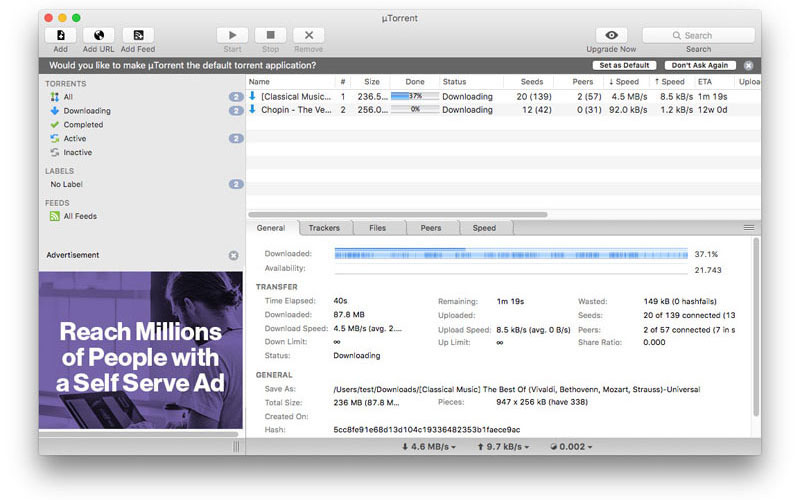 µTorrent
Add Add URL Add Feed Start Stop Remove Upgrade Now Search
Search
Would you like to make µTorrent the default torrent application? Set as Default Don't Ask Again
TORRENTS
All 2
Downloading 2
Completed
Active 2
Inactive
LABELS
No Label 2
FEEDS
All Feeds
Advertisement
Reach Millions
of People with
a Self Serve Ad
Name # Size Done Status Seeds Peers ↓ Speed ↑ Speed ETA Uploa
[Classical Music... 1 236.5... 37% Downloading 20 (139) 2 (57) 4.5 MB/s 8.5 kB/s 1m 19s
Chopin - The Ve... 2 256.0... 0% Downloading 12 (42) 0 (31) 92.0 kB/s 1.2 kB/s 12w 0d
General Trackers Files Peers Speed
Downloaded: 37.1%
Availability: 21.743
TRANSFER
Time Elapsed: 40s Remaining: 1m 19s Wasted: 149 kB (0 hashfails)
Downloaded: 87.8 MB Uploaded: Seeds: 20 of 139 connected (13
Download Speed: 4.5 MB/s (avg. 2.... Upload Speed: 8.5 kB/s (avg. 0 B/s) Peers: 2 of 57 connected (7 in s
Down Limit: ∞ Up Limit: ∞ Share Ratio: 0.000
Status: Downloading
GENERAL
Save As: /Users/test/Downloads/[Classical Music] The Best Of (Vivaldi, Bethovenn, Mozart, Strauss)-Universal
Total Size: 236 MB (87.8 M... Pieces: 947 x 256 kB (have 338)
Created On:
Hash: 5cc8fe91e68d13d104c19336482353b1faece9ac
↓ 4.6 MB/s ↑ 9.7 kB/s 0.002